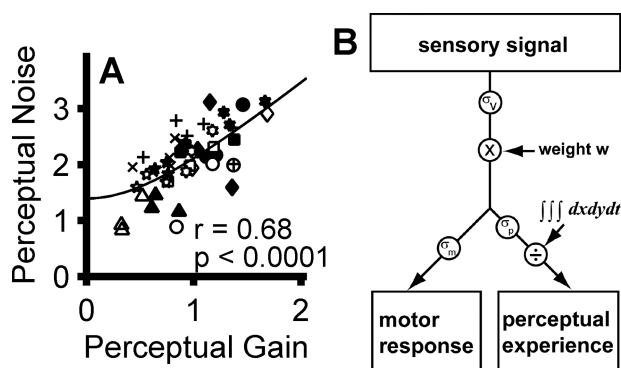 A
Perceptual Noise
3
2
1
0
r = 0.68
p < 0.0001
0 1 2
Perceptual Gain
B
sensory signal
σv
X
weight w
∫∫∫ dxdydt
σm
σp
÷
motor
response
perceptual
experience